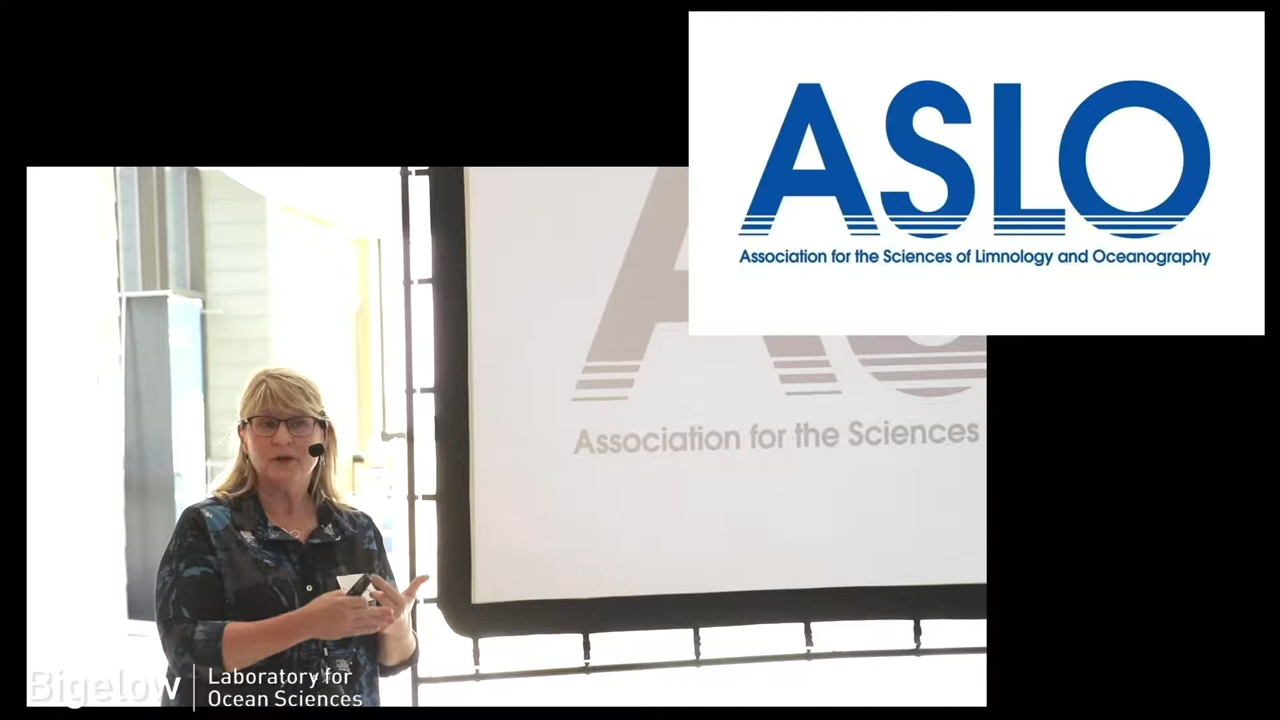 ASLO
Association for the Sciences of Limnology and Oceanography
Association for the Sciences
Bigelow
Laboratory for
Ocean Sciences